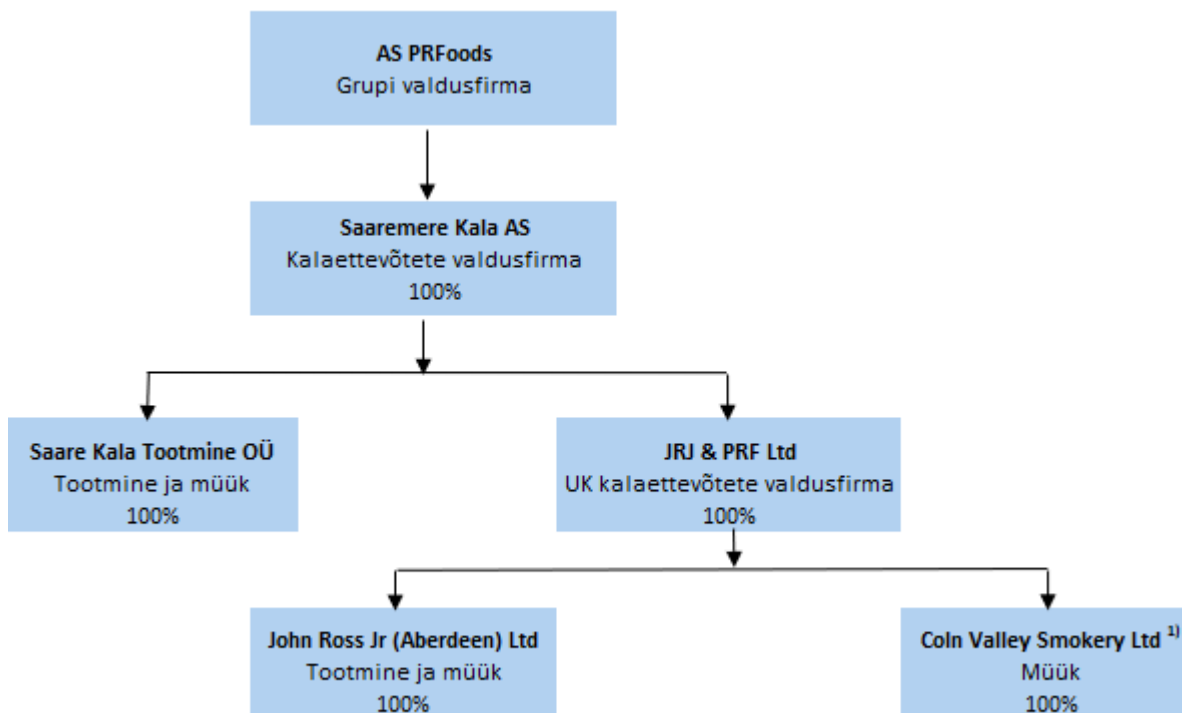 AS PRFoods
Grupi valdusfirma
Saaremere Kala AS
Kalaettevõtete valdusfirma
100%
Saare Kala Tootmine OÜ
Tootmine ja müük
100%
JRJ & PRF Ltd
UK kalaettevõtete valdusfirma
100%
John Ross Jr (Aberdeen) Ltd
Tootmine ja müük
100%
Coln Valley Smokery Ltd 1)
Müük
100%